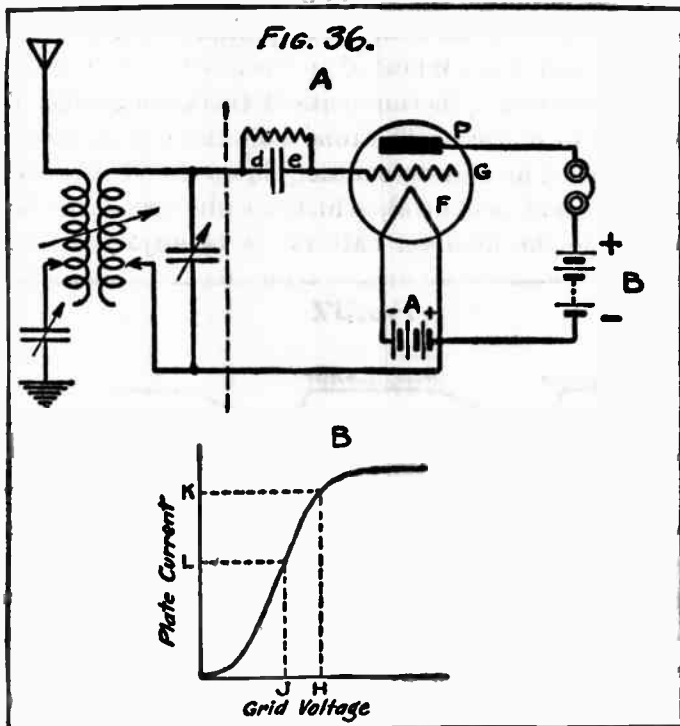 FIG. 36.
A
d e
P
G
F
- A +
+
B
-
B
K
L
Plate Current
J H
Grid Voltage